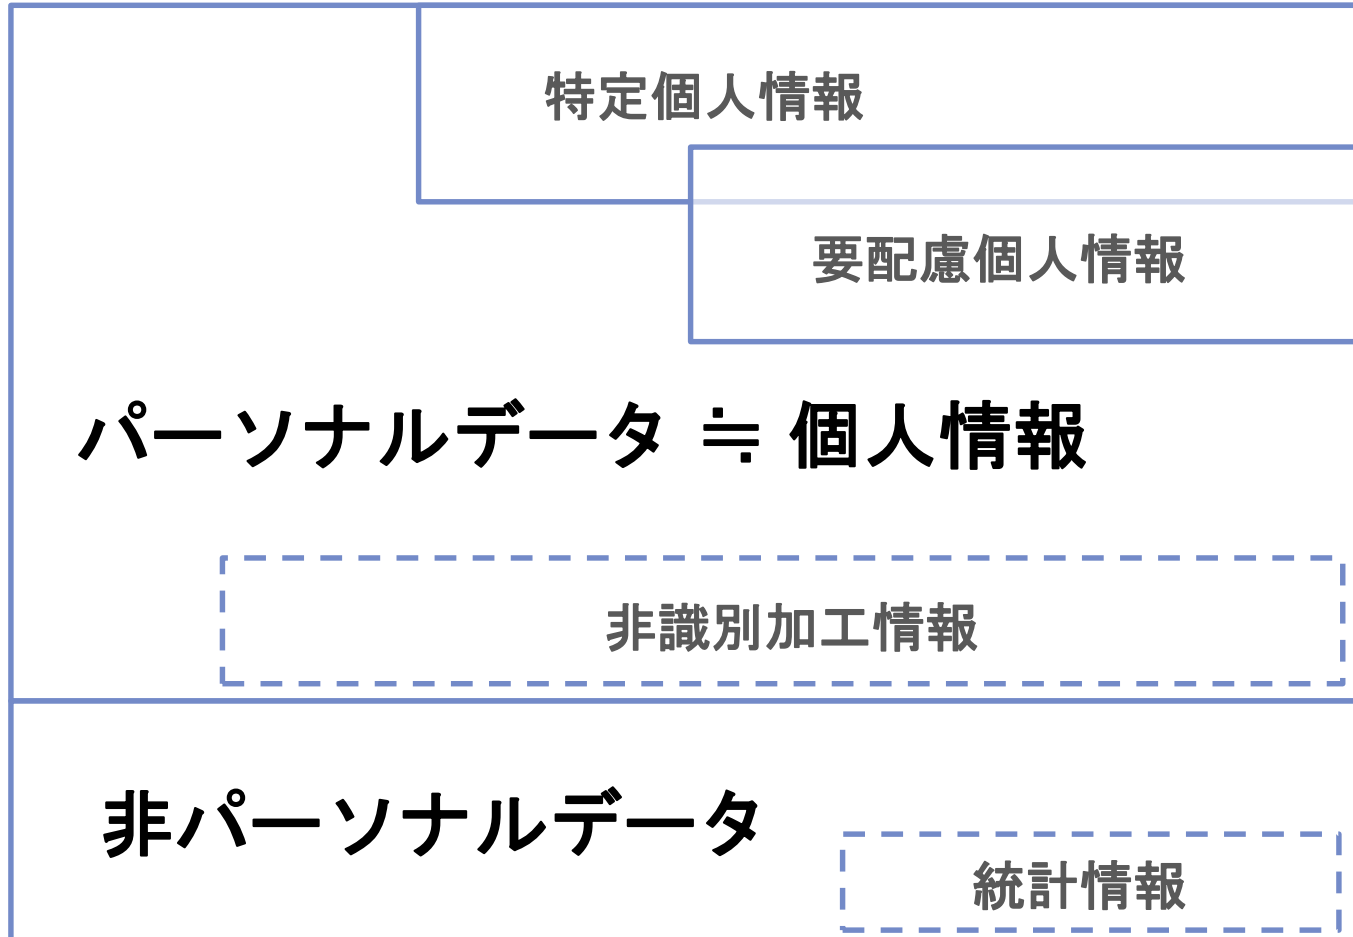 特定個人情報
要配慮個人情報
パーソナルデータ ≒ 個人情報
非識別加工情報
非パーソナルデータ
統計情報